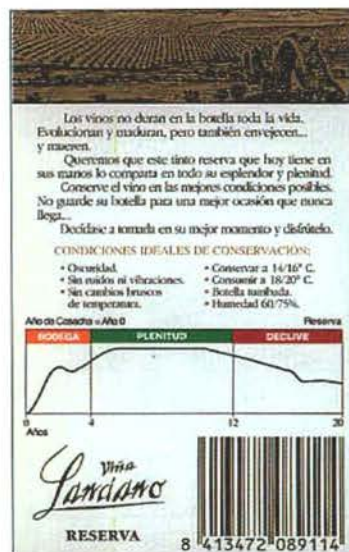 Los vinos no duran en la botella toda la vida.
Evolucionan y maduran, pero también envejecen...
y mueren.
Queremos que este tinto reserva que hoy tiene en
sus manos lo comparta en todo su esplendor y plenitud.
Conserve el vino en las mejores condiciones posibles.
No guarde su botella para una mejor ocasión que nunca
llega...
Decídase a tomarla en su mejor momento y disfrútelo.
CONDICIONES IDEALES DE CONSERVACIÓN:
• Oscuridad.
• Sin ruidos ni vibraciones.
• Sin cambios bruscos
de temperatura.
• Conservar a 14/16° C.
• Consumir a 18/20° C.
• Botella tumbada.
• Humedad 60/75%.
Año de Cosecha = Año 0 Reserva
BODEGA PLENITUD DECLIVE
0 4 12 20
Años
Viña
Landano
RESERVA
8 413472 089114